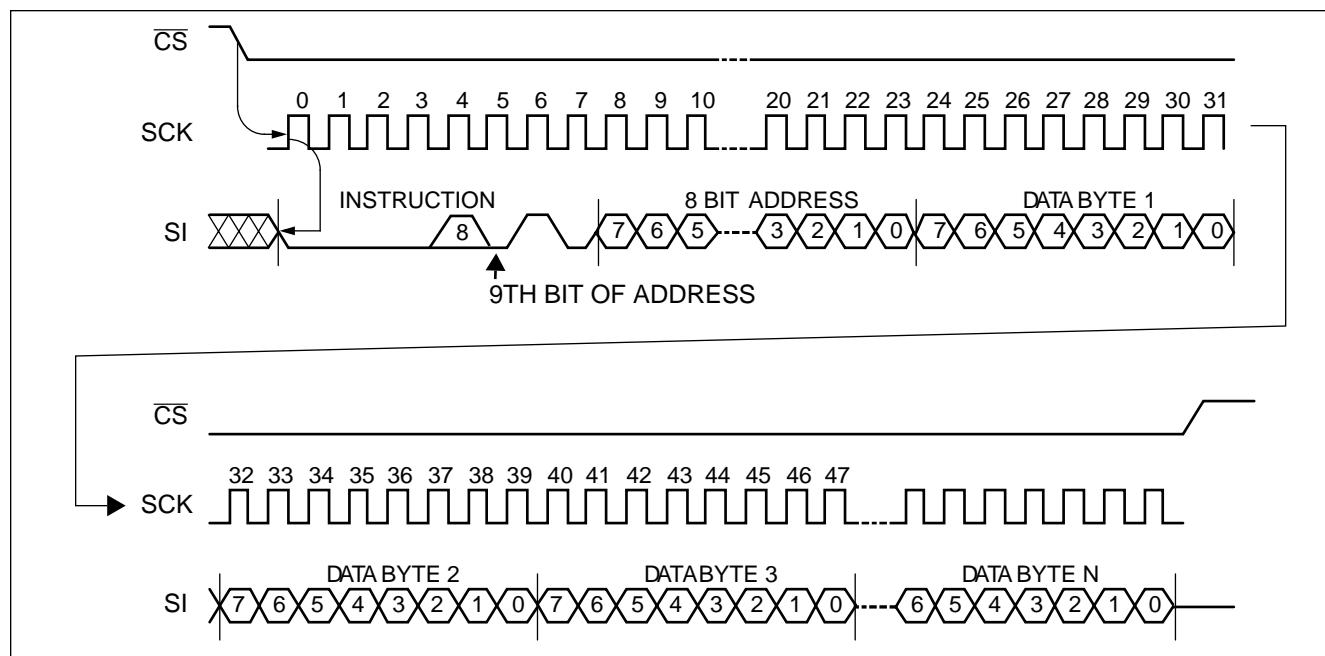 CS
0 1 2 3 4 5 6 7 8 9 10 20 21 22 23 24 25 26 27 28 29 30 31
SCK
INSTRUCTION 8 BIT ADDRESS DATA BYTE 1
SI 8 7 6 5 3 2 1 0 7 6 5 4 3 2 1 0
9TH BIT OF ADDRESS
CS
32 33 34 35 36 37 38 39 40 41 42 43 44 45 46 47
SCK
DATA BYTE 2 DATA BYTE 3 DATA BYTE N
SI 7 6 5 4 3 2 1 0 7 6 5 4 3 2 1 0 6 5 4 3 2 1 0